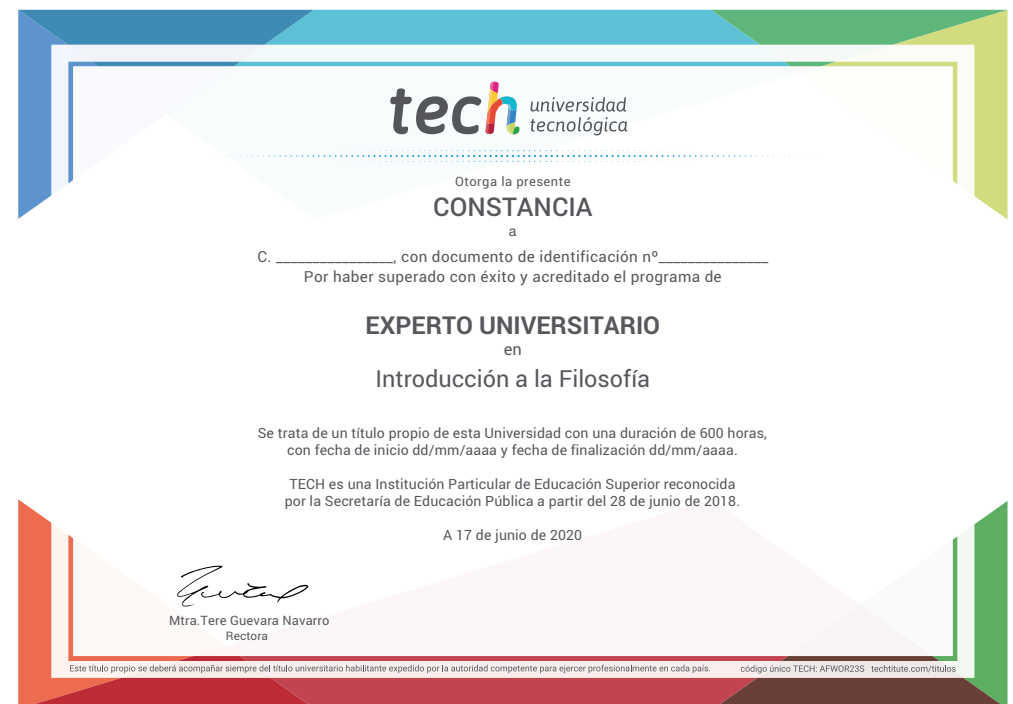 tech universidad
tecnológica
Otorga la presente
CONSTANCIA
a
C. ________________, con documento de identificación nº_______________
Por haber superado con éxito y acreditado el programa de
EXPERTO UNIVERSITARIO
en
Introducción a la Filosofía
Se trata de un título propio de esta Universidad con una duración de 600 horas,
con fecha de inicio dd/mm/aaaa y fecha de finalización dd/mm/aaaa.
TECH es una Institución Particular de Educación Superior reconocida
por la Secretaría de Educación Pública a partir del 28 de junio de 2018.
A 17 de junio de 2020
Mtra.Tere Guevara Navarro
Rectora
Este título propio se deberá acompañar siempre del título universitario habilitante expedido por la autoridad competente para ejercer profesionalmente en cada país. código único TECH: AFWOR23S techtitute.com/titulos